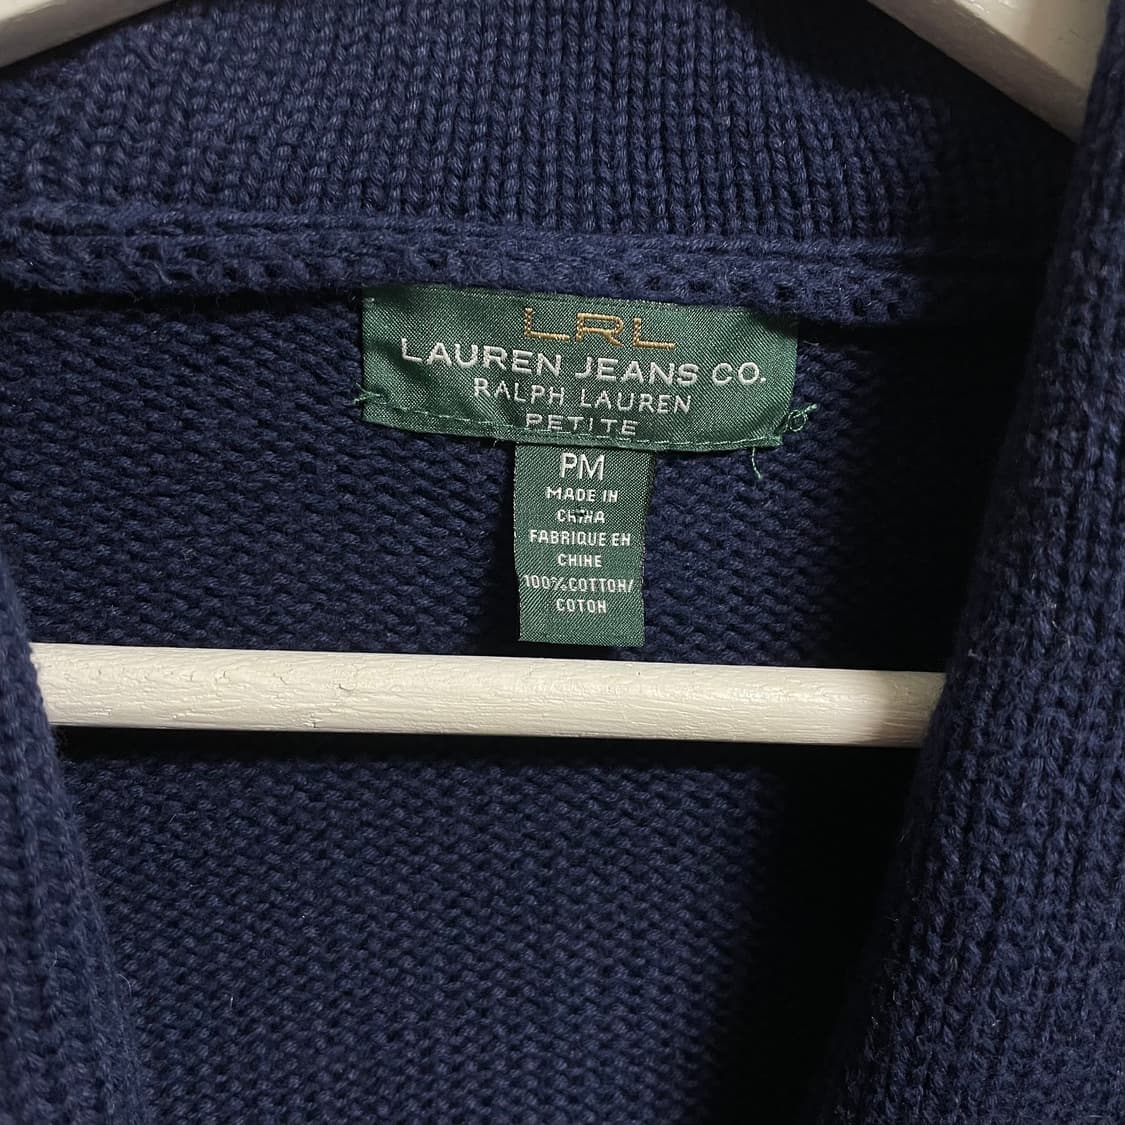 LRL
LAUREN JEANS CO.
RALPH LAUREN
PETITE
PM
MADE IN
CHINA
FABRIQUE EN
CHINE
100%COTTON/
COTON